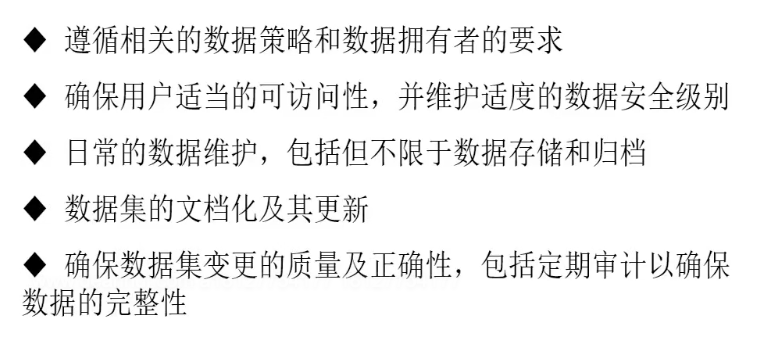 ◆ 遵循相关的数据策略和数据拥有者的要求
◆ 确保用户适当的可访问性，并维护适度的数据安全级别
◆ 日常的数据维护，包括但不限于数据存储和归档
◆ 数据集的文档化及其更新
◆ 确保数据集变更的质量及正确性，包括定期审计以确保
数据的完整性